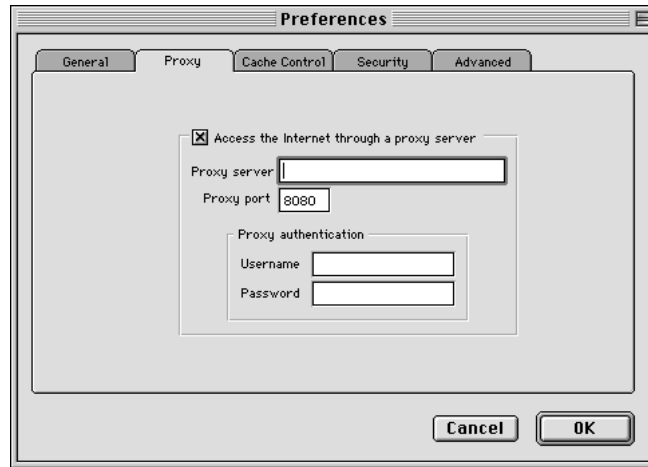 Preferences
General Proxy Cache Control Security Advanced
Access the Internet through a proxy server
Proxy server
Proxy port 8080
Proxy authentication
Username
Password
Cancel OK